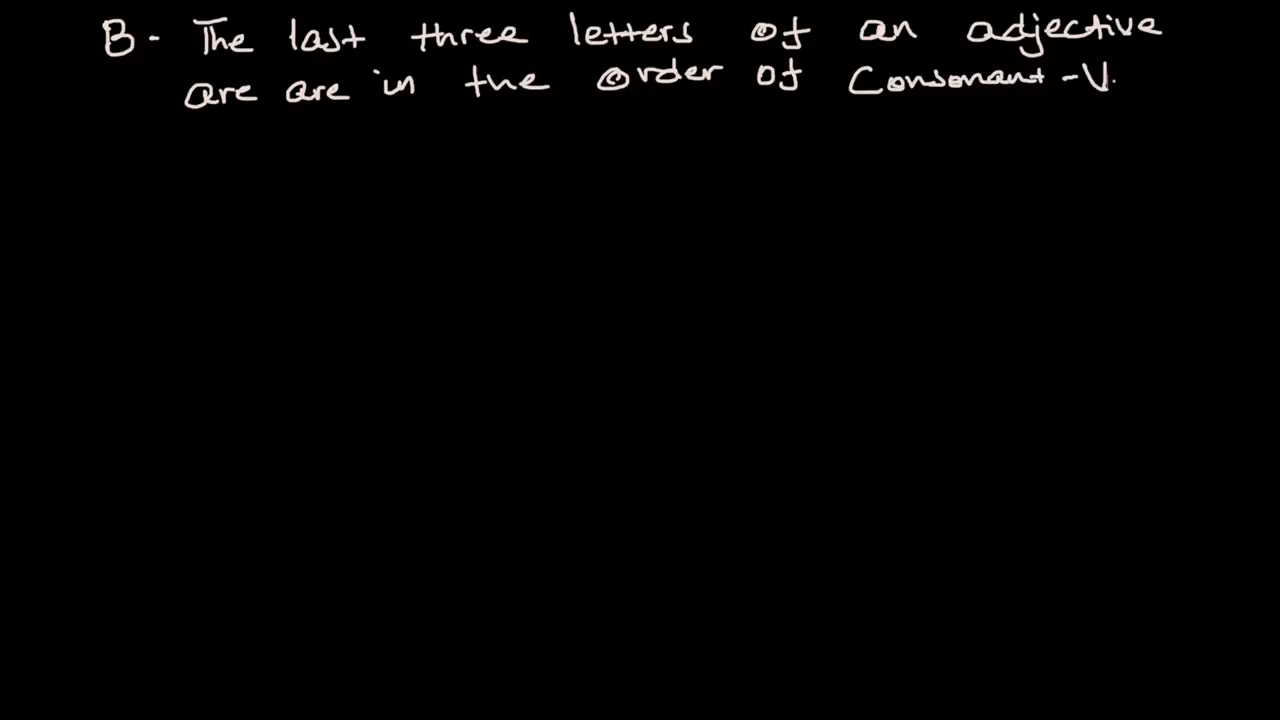 B - The last three letters of an adjective
are are in the order of Consonant - V